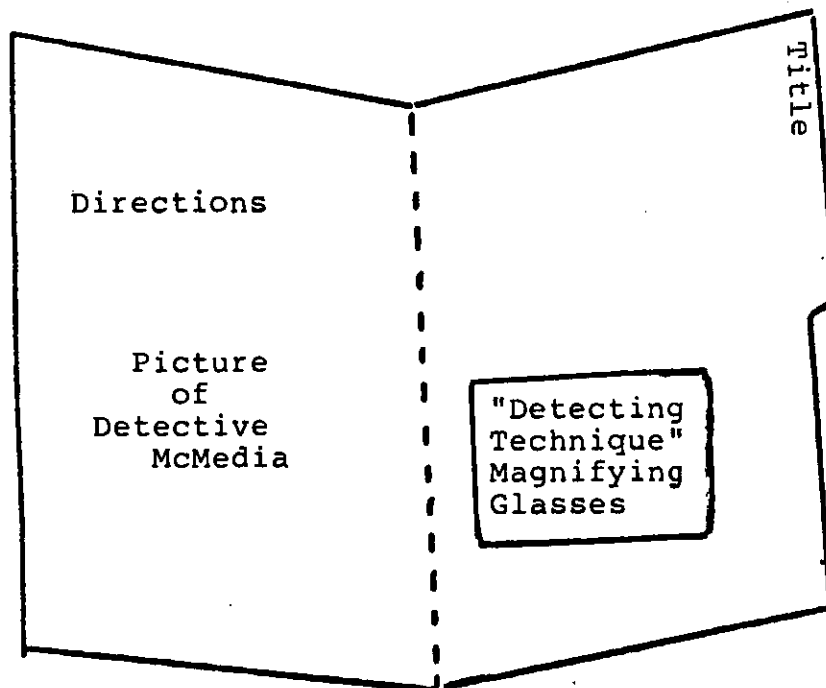 Title
Directions
Picture
of
Detective
McMedia
"Detecting
Technique"
Magnifying
Glasses